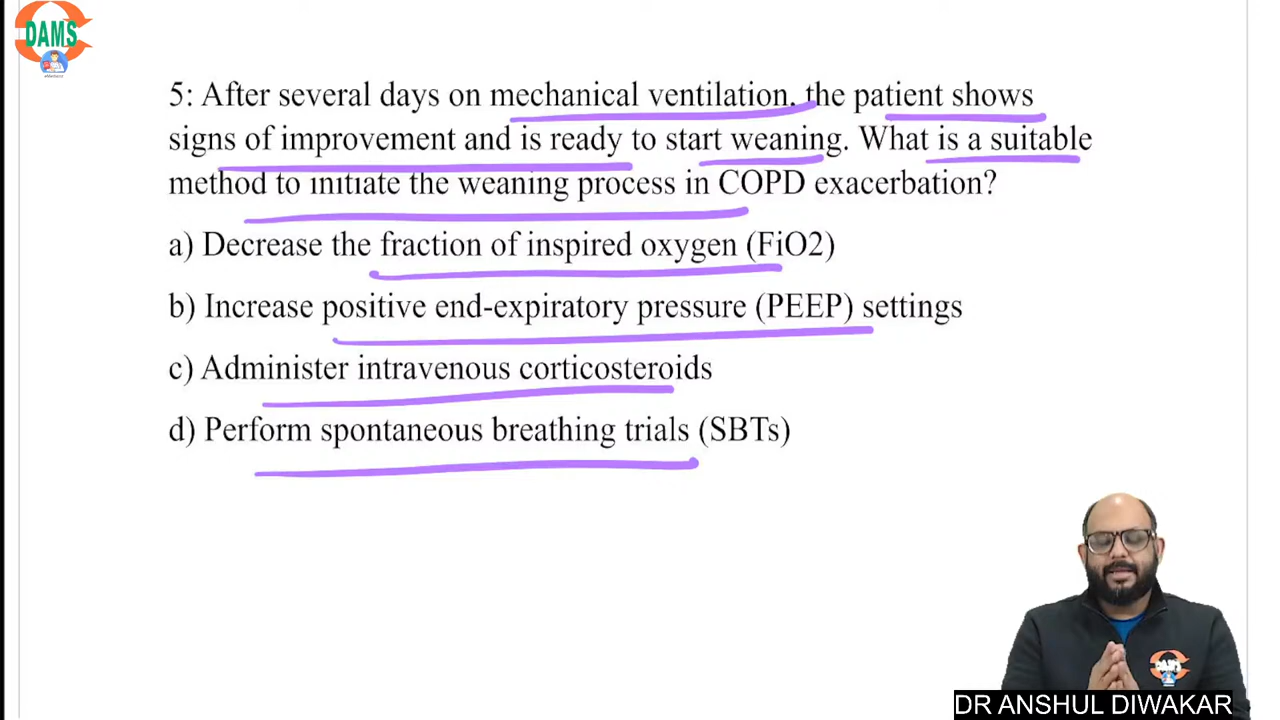 DAMS
5: After several days on mechanical ventilation, the patient shows
signs of improvement and is ready to start weaning. What is a suitable
method to initiate the weaning process in COPD exacerbation?
a) Decrease the fraction of inspired oxygen (FiO2)
b) Increase positive end-expiratory pressure (PEEP) settings
c) Administer intravenous corticosteroids
d) Perform spontaneous breathing trials (SBTs)
DAMS
DR ANSHUL DIWAKAR